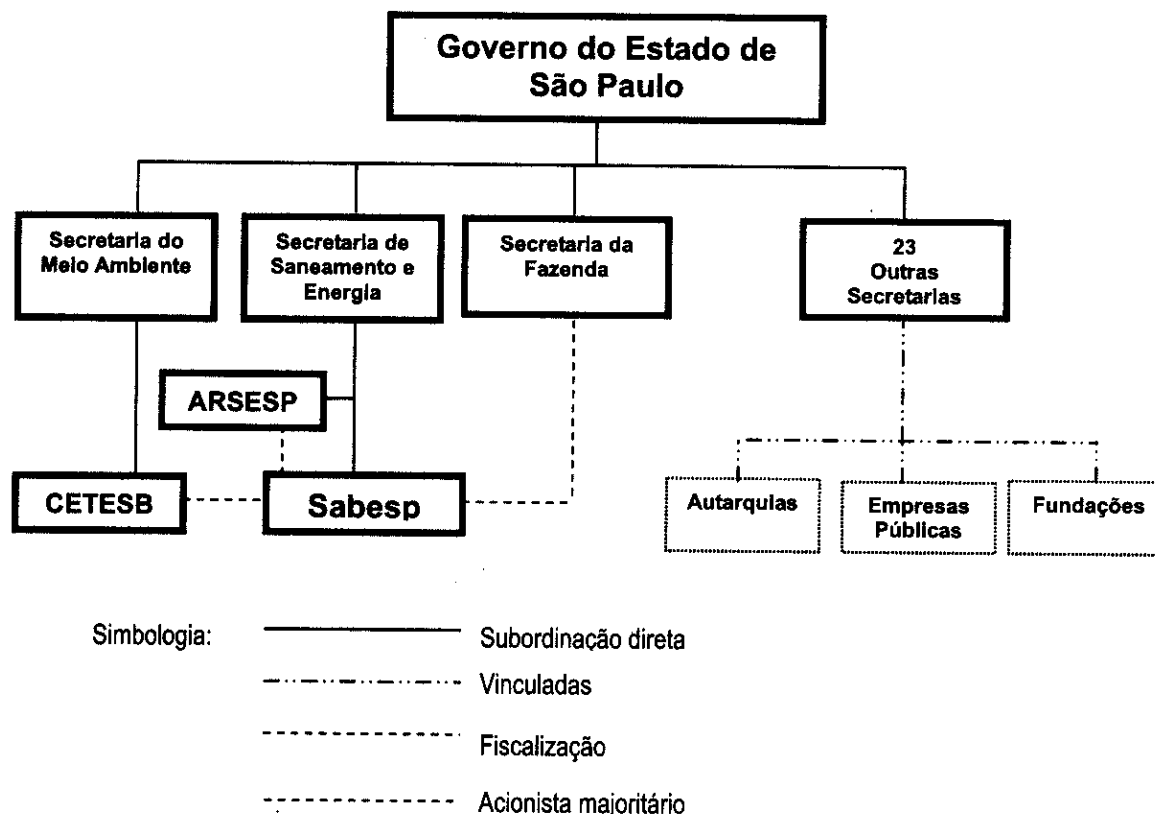 Governo do Estado de
São Paulo
Secretaria do
Meio Ambiente
Secretaria de
Saneamento e
Energia
Secretaria da
Fazenda
23
Outras
Secretarias
ARSESP
CETESB
Sabesp
Autarquias
Empresas
Públicas
Fundações
Simbologia:
Subordinação direta
Vinculadas
Fiscalização
Acionista majoritário